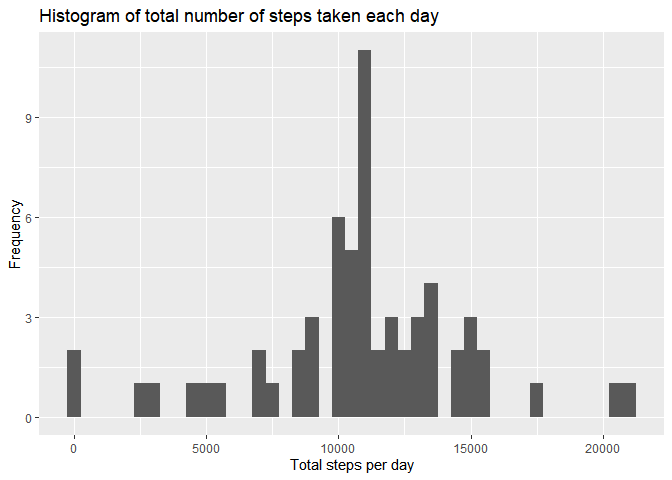 Histogram of total number of steps taken each day
Frequency
9
6
3
0
0 5000 10000 15000 20000
Total steps per day